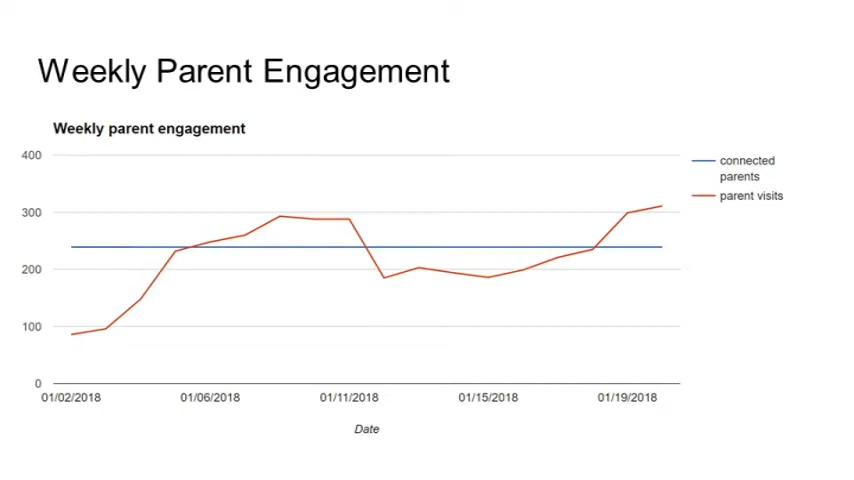 Weekly Parent Engagement
Weekly parent engagement
400
300
200
100
0
connected
parents
parent visits
01/02/2018 01/06/2018 01/11/2018 01/15/2018 01/19/2018
Date